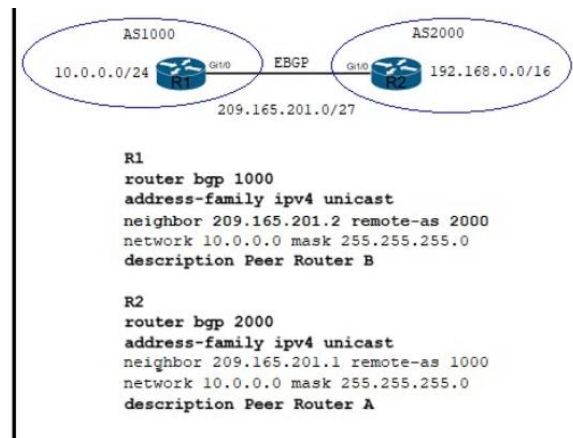 AS1000
AS2000
10.0.0.0/24
R1
Gi1/0
EBGP
Gi1/0
R2
192.168.0.0/16
209.165.201.0/27
R1
router bgp 1000
address-family ipv4 unicast
neighbor 209.165.201.2 remote-as 2000
network 10.0.0.0 mask 255.255.255.0
description Peer Router B
R2
router bgp 2000
address-family ipv4 unicast
neighbor 209.165.201.1 remote-as 1000
network 10.0.0.0 mask 255.255.255.0
description Peer Router A